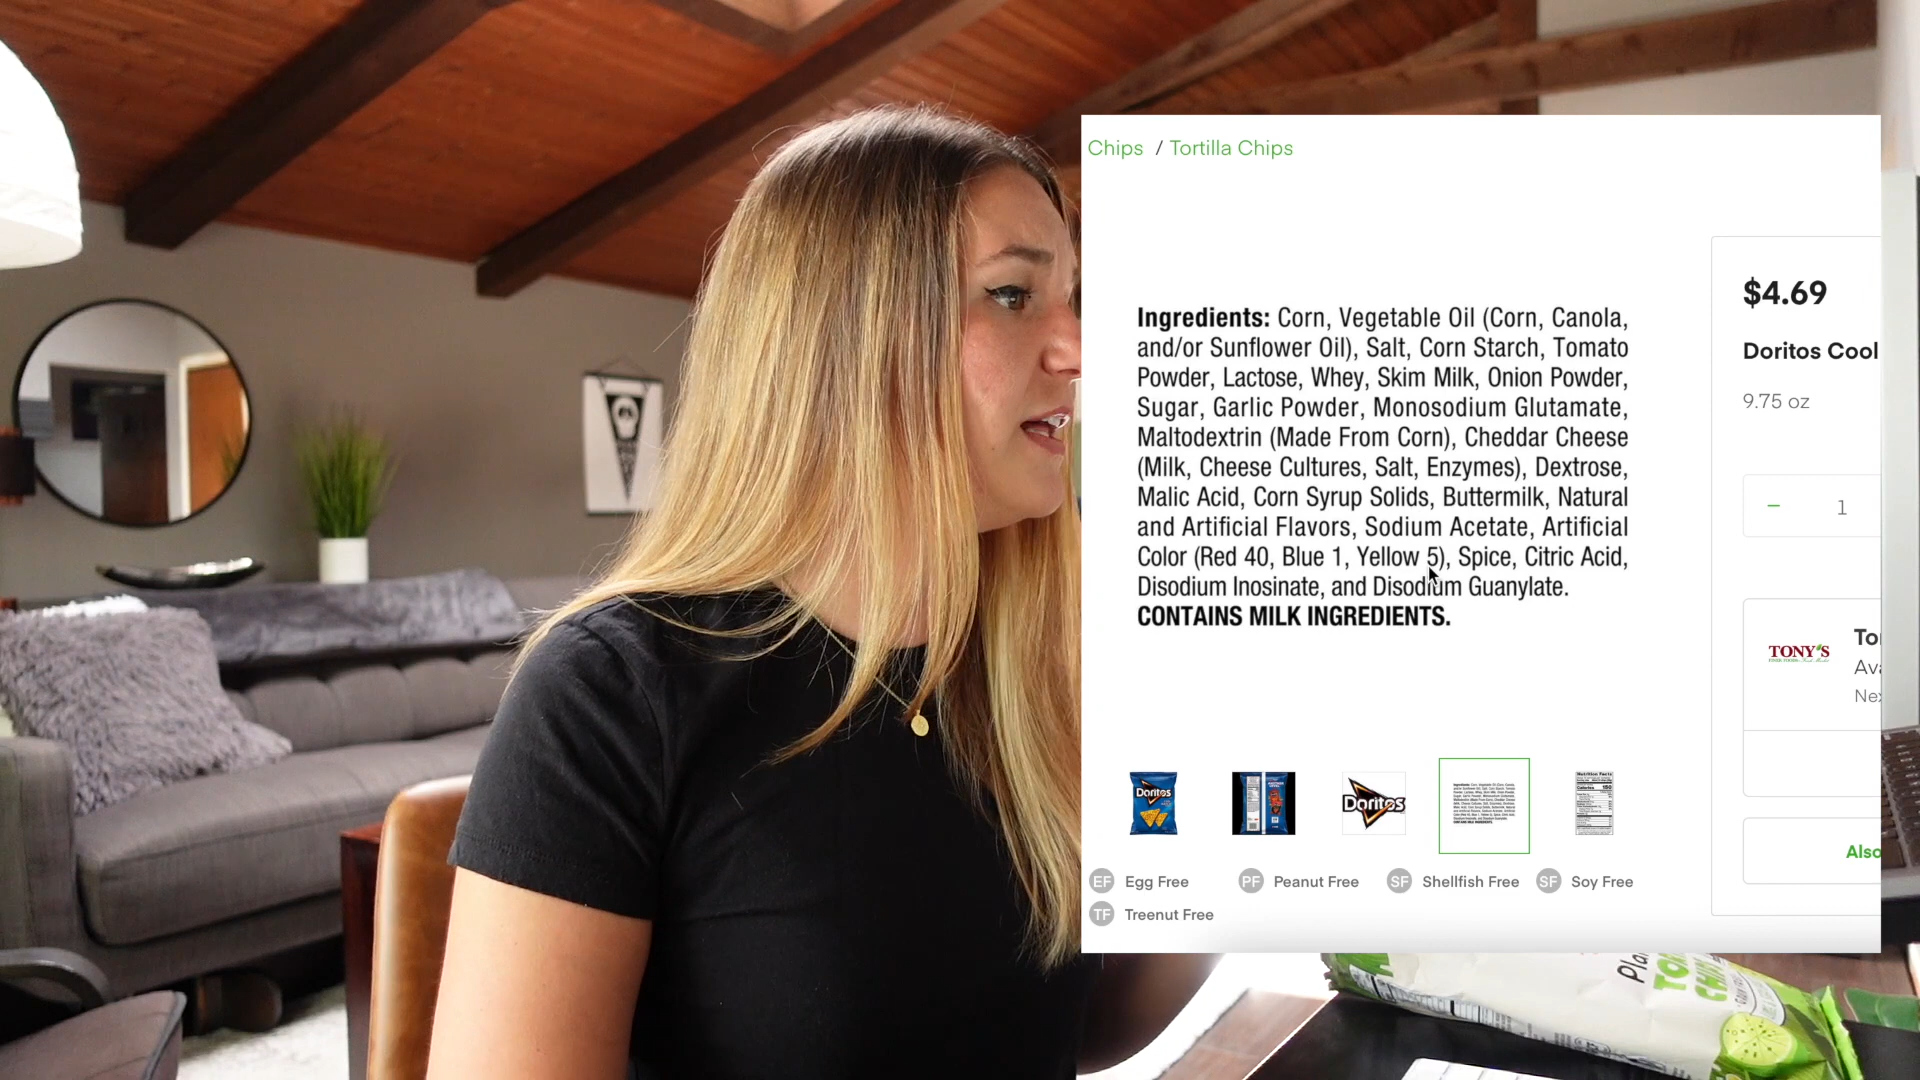 Chips / Tortilla Chips
Ingredients: Corn, Vegetable Oil (Corn, Canola,
and/or Sunflower Oil), Salt, Corn Starch, Tomato
Powder, Lactose, Whey, Skim Milk, Onion Powder,
Sugar, Garlic Powder, Monosodium Glutamate,
Maltodextrin (Made From Corn), Cheddar Cheese
(Milk, Cheese Cultures, Salt, Enzymes), Dextrose,
Malic Acid, Corn Syrup Solids, Buttermilk, Natural
and Artificial Flavors, Sodium Acetate, Artificial
Color (Red 40, Blue 1, Yellow 5), Spice, Citric Acid,
Disodium Inosinate, and Disodium Guanylate.
CONTAINS MILK INGREDIENTS.
$4.69
Doritos Cool
9.75 oz
− 1
TONY'S
Also
Doritos
Doritos
Nutrition Facts
EF Egg Free
PF Peanut Free
SF Shellfish Free
SF Soy Free
TF Treenut Free